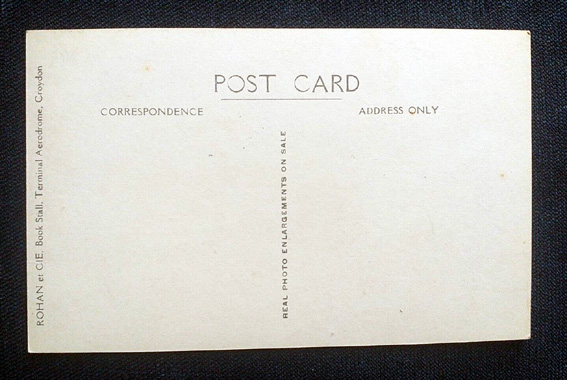 POST CARD
CORRESPONDENCE
ADDRESS ONLY
REAL PHOTO ENLARGEMENTS ON SALE
ROHAN et CIE, Book Stall, Terminal Aerodrome, Croydon